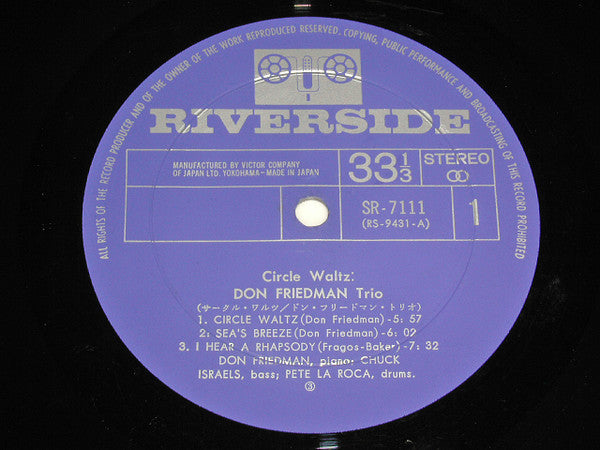 ALL RIGHTS OF THE RECORD PRODUCER AND OF THE OWNER OF THE WORK REPRODUCED RESERVED. COPYING, PUBLIC PERFORMANCE AND BROADCASTING OF THIS RECORD PROHIBITED
RIVERSIDE
MANUFACTURED BY VICTOR COMPANY
OF JAPAN LTD. YOKOHAMA-MADE IN JAPAN
33 1/3
STEREO
SR-7111
(RS-9431-A)
1
Circle Waltz:
DON FRIEDMAN Trio
(サークル・ワルツ/ドン・フリードマン・トリオ)
1. CIRCLE WALTZ(Don Friedman)-5: 57
2: SEA'S BREEZE(Don Friedman)-6: 02
3. I HEAR A RHAPSODY(Fragos-Baker)-7: 32
DON FRIEDMAN, piano; CHUCK
ISRAELS, bass; PETE LA ROCA, drums.
③